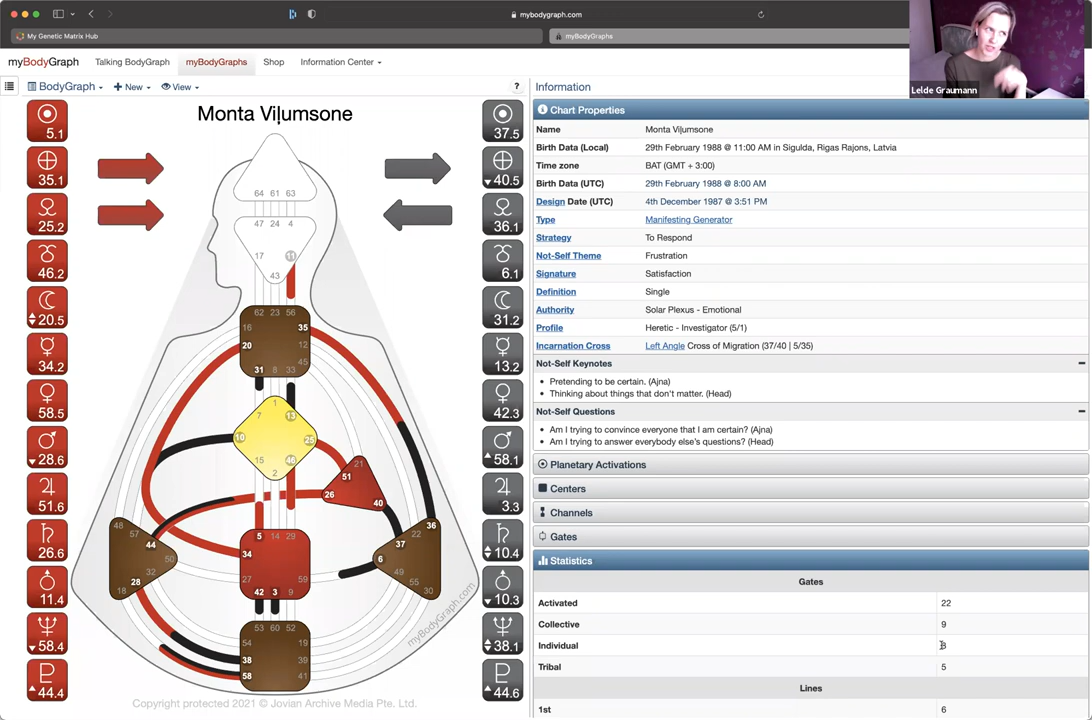 mybodygraph.com
My Genetic Matrix Hub
myBodyGraphs
myBodyGraph
Talking BodyGraph
myBodyGraphs
Shop
Information Center
Lelde Graumann
BodyGraph
New
View
?
Information
Monta Viļumsone
5.1
35.1
25.2
46.2
20.5
34.2
58.5
28.6
51.6
26.6
11.4
58.4
44.4
64 61 63
47 24 4
17 11
43
62 23 56
16 35
20 12
45
31 8 33
1
7 13
10 25
15 46
2
21
51
26 40
48
57
44
50
32
28
18
36
22
37
6
49
55
30
5 14 29
34
27 59
42 3 9
53 60 52
54 19
38 39
58 41
myBodyGraph.com
37.5
40.5
36.1
6.1
31.2
13.2
42.3
58.1
3.3
10.4
10.3
38.1
44.6
Copyright protected 2021 © Jovian Archive Media Pte. Ltd.
Chart Properties
Name Monta Viļumsone
Birth Data (Local) 29th February 1988 @ 11:00 AM in Sigulda, Rigas Rajons, Latvia
Time zone BAT (GMT + 3:00)
Birth Data (UTC) 29th February 1988 @ 8:00 AM
Design Date (UTC) 4th December 1987 @ 3:51 PM
Type Manifesting Generator
Strategy To Respond
Not-Self Theme Frustration
Signature Satisfaction
Definition Single
Authority Solar Plexus - Emotional
Profile Heretic - Investigator (5/1)
Incarnation Cross Left Angle Cross of Migration (37/40 | 5/35)
Not-Self Keynotes
• Pretending to be certain. (Ajna)
• Thinking about things that don't matter. (Head)
Not-Self Questions
• Am I trying to convince everyone that I am certain? (Ajna)
• Am I trying to answer everybody else's questions? (Head)
Planetary Activations
Centers
Channels
Gates
Statistics
Gates
Activated 22
Collective 9
Individual 8
Tribal 5
Lines
1st 6